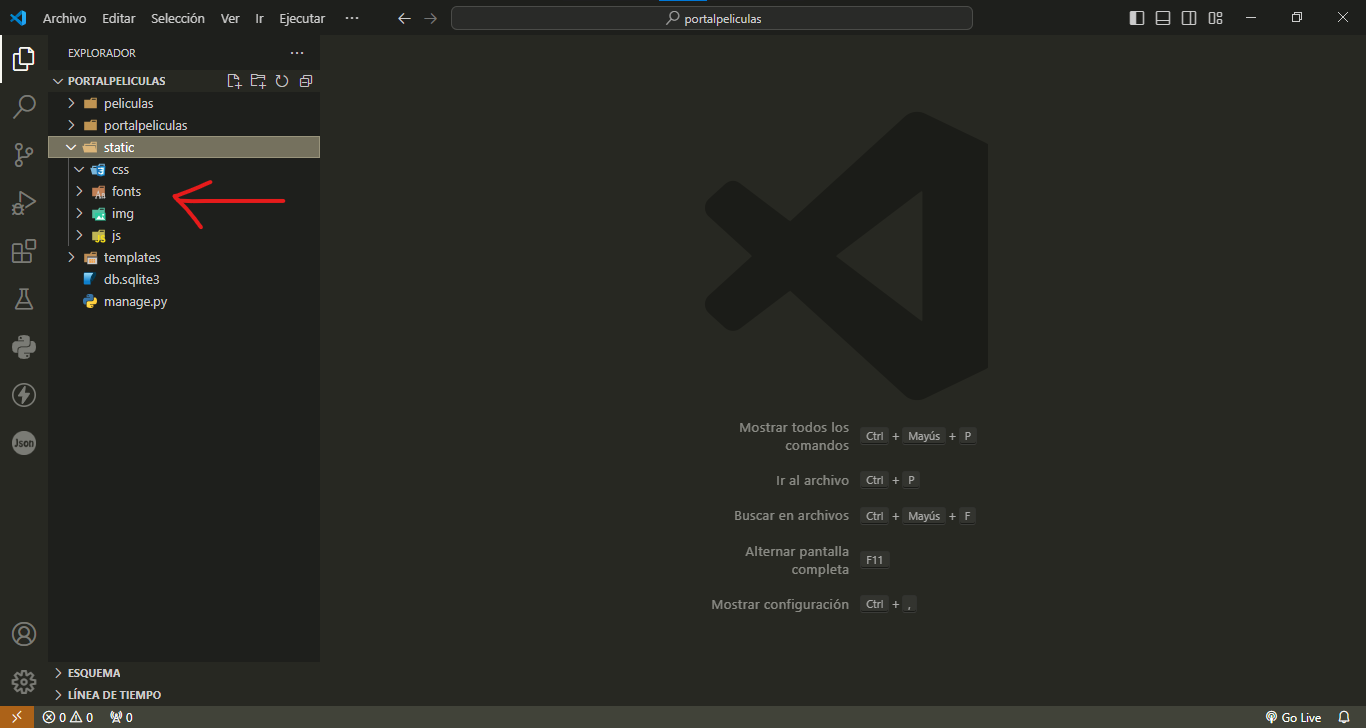 Archivo Editar Selección Ver Ir Ejecutar ··· portalpeliculas
EXPLORADOR ···
PORTALPELICULAS
peliculas
portalpeliculas
static
css
fonts
img
js
templates
db.sqlite3
manage.py
Json
Mostrar todos los
comandos Ctrl + Mayús + P
Ir al archivo Ctrl + P
Buscar en archivos Ctrl + Mayús + F
Alternar pantalla
completa F11
Mostrar configuración Ctrl + ,
ESQUEMA
LÍNEA DE TIEMPO
0 0 0 Go Live